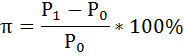 π = (P₁ − P₀) / P₀ * 100%